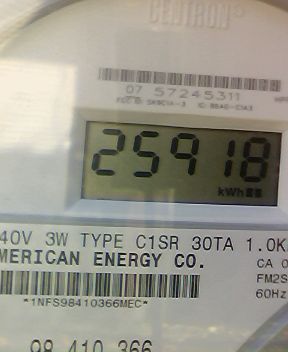 CENTRON®
07 57245311
25918
kWh
40V 3W TYPE C1SR 30TA 1.0K
MERICAN ENERGY CO.
CA 0
FM2S
60Hz
*1NFS98410366MEC*
98 410 366